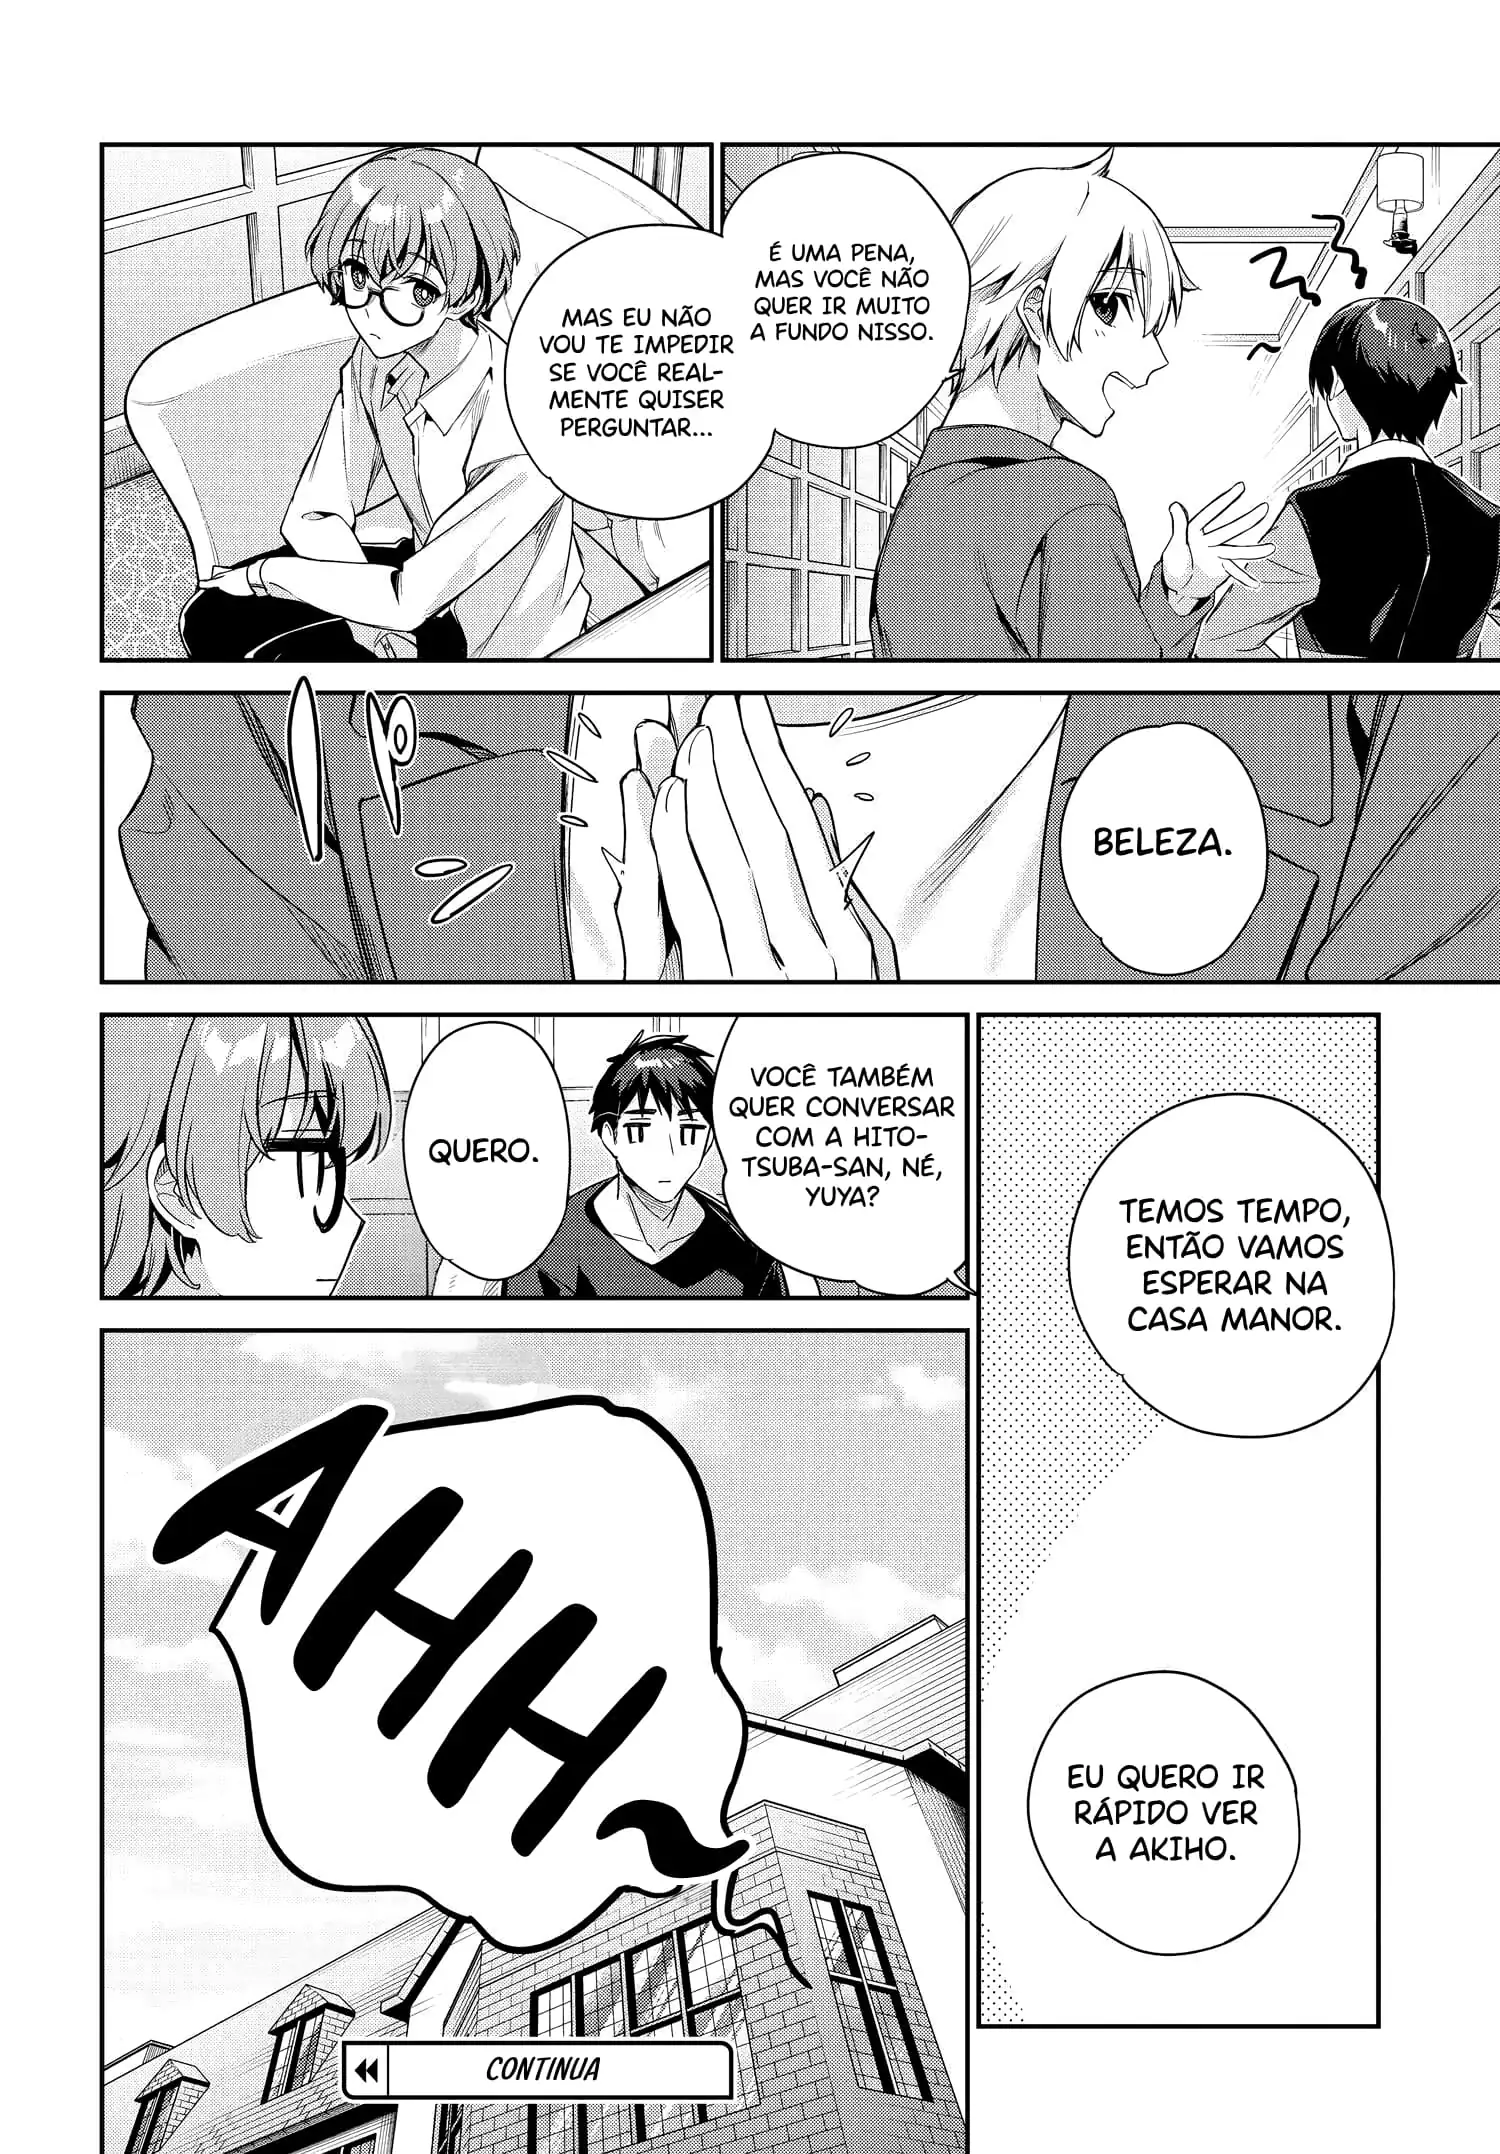 É UMA PENA,
MAS VOCÊ NÃO
QUER IR MUITO
A FUNDO NISSO.
MAS EU NÃO
VOU TE IMPEDIR
SE VOCÊ REAL-
MENTE QUISER
PERGUNTAR...
BELEZA.
TEMOS TEMPO,
ENTÃO VAMOS
ESPERAR NA
CASA MANOR.
EU QUERO IR
RÁPIDO VER
A AKIHO.
VOCÊ TAMBÉM
QUER CONVERSAR
COM A HITO-
TSUBA-SAN, NÉ,
YUYA?
QUERO.
AHHH~
CONTINUA